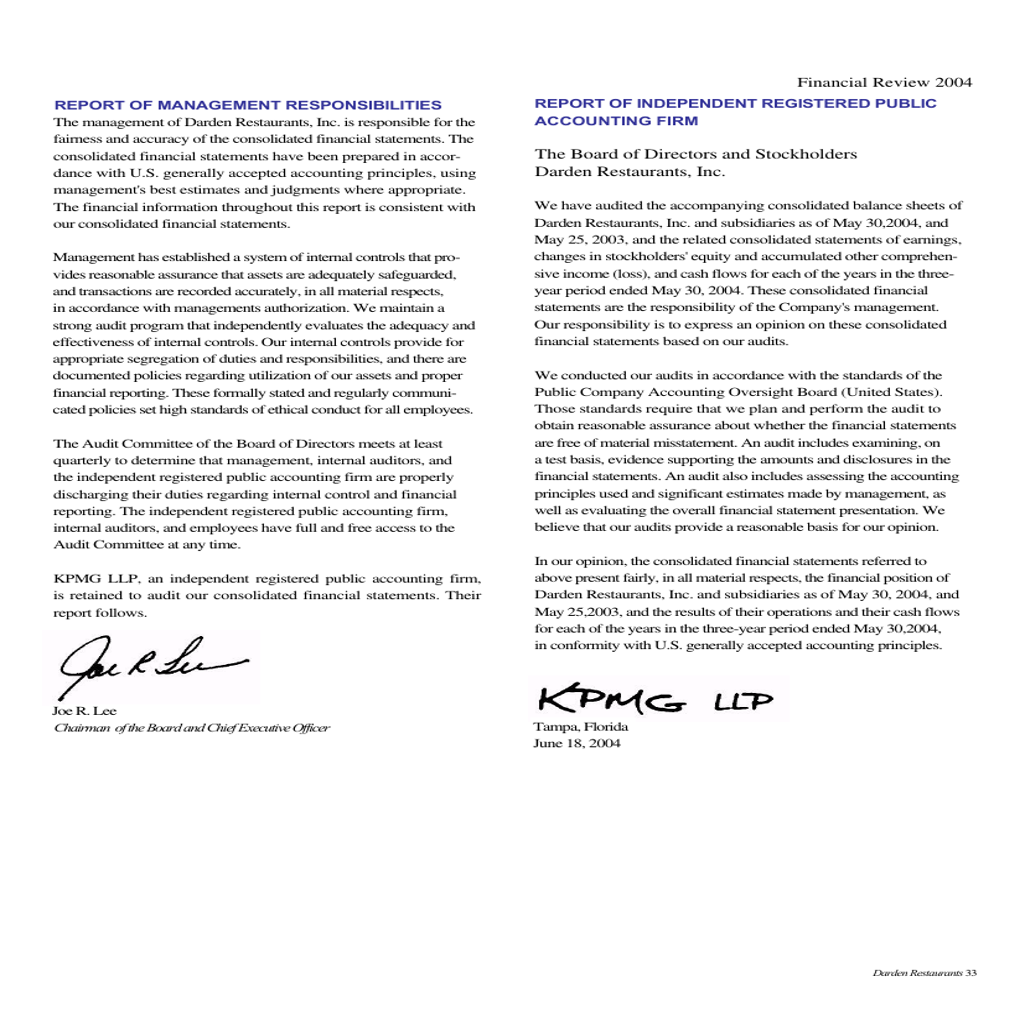 Financial Review 2004
REPORT OF MANAGEMENT RESPONSIBILITIES
The management of Darden Restaurants, Inc. is responsible for the
fairness and accuracy of the consolidated financial statements. The
consolidated financial statements have been prepared in accor-
dance with U.S. generally accepted accounting principles, using
management's best estimates and judgments where appropriate.
The financial information throughout this report is consistent with
our consolidated financial statements.
Management has established a system of internal controls that pro-
vides reasonable assurance that assets are adequately safeguarded,
and transactions are recorded accurately, in all material respects,
in accordance with managements authorization. We maintain a
strong audit program that independently evaluates the adequacy and
effectiveness of internal controls. Our internal controls provide for
appropriate segregation of duties and responsibilities, and there are
documented policies regarding utilization of our assets and proper
financial reporting. These formally stated and regularly communi-
cated policies set high standards of ethical conduct for all employees.
The Audit Committee of the Board of Directors meets at least
quarterly to determine that management, internal auditors, and
the independent registered public accounting firm are properly
discharging their duties regarding internal control and financial
reporting. The independent registered public accounting firm,
internal auditors, and employees have full and free access to the
Audit Committee at any time.
KPMG LLP, an independent registered public accounting firm,
is retained to audit our consolidated financial statements. Their
report follows.
Joe R Lee
Joe R. Lee
Chairman of the Board and Chief Executive Officer
REPORT OF INDEPENDENT REGISTERED PUBLIC
ACCOUNTING FIRM
The Board of Directors and Stockholders
Darden Restaurants, Inc.
We have audited the accompanying consolidated balance sheets of
Darden Restaurants, Inc. and subsidiaries as of May 30,2004, and
May 25, 2003, and the related consolidated statements of earnings,
changes in stockholders' equity and accumulated other comprehen-
sive income (loss), and cash flows for each of the years in the three-
year period ended May 30, 2004. These consolidated financial
statements are the responsibility of the Company's management.
Our responsibility is to express an opinion on these consolidated
financial statements based on our audits.
We conducted our audits in accordance with the standards of the
Public Company Accounting Oversight Board (United States).
Those standards require that we plan and perform the audit to
obtain reasonable assurance about whether the financial statements
are free of material misstatement. An audit includes examining, on
a test basis, evidence supporting the amounts and disclosures in the
financial statements. An audit also includes assessing the accounting
principles used and significant estimates made by management, as
well as evaluating the overall financial statement presentation. We
believe that our audits provide a reasonable basis for our opinion.
In our opinion, the consolidated financial statements referred to
above present fairly, in all material respects, the financial position of
Darden Restaurants, Inc. and subsidiaries as of May 30, 2004, and
May 25,2003, and the results of their operations and their cash flows
for each of the years in the three-year period ended May 30,2004,
in conformity with U.S. generally accepted accounting principles.
KPMG LLP
Tampa, Florida
June 18, 2004
Darden Restaurants 33